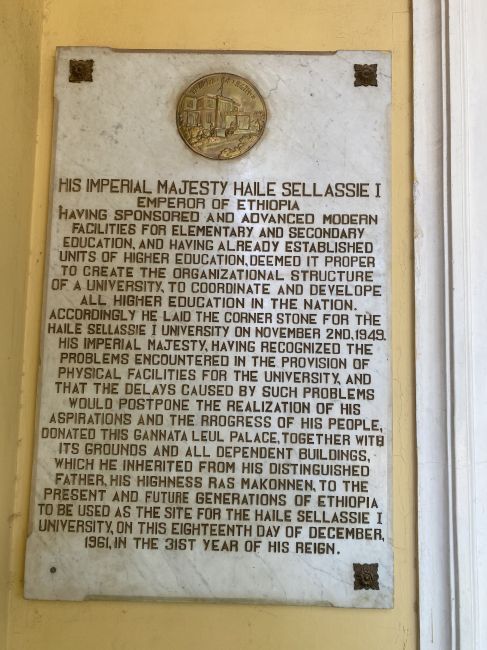 HIS IMPERIAL MAJESTY HAILE SELLASSIE I
EMPEROR OF ETHIOPIA
HAVING SPONSORED AND ADVANCED MODERN
FACILITIES FOR ELEMENTARY AND SECONDARY
EDUCATION, AND HAVING ALREADY ESTABLISHED
UNITS OF HIGHER EDUCATION, DEEMED IT PROPER
TO CREATE THE ORGANIZATIONAL STRUCTURE
OF A UNIVERSITY, TO COORDINATE AND DEVELOPE
ALL HIGHER EDUCATION IN THE NATION.
ACCORDINGLY HE LAID THE CORNER STONE FOR THE
HAILE SELLASSIE I UNIVERSITY ON NOVEMBER 2ND, 1949.
HIS IMPERIAL MAJESTY, HAVING RECOGNIZED THE
PROBLEMS ENCOUNTERED IN THE PROVISION OF
PHYSICAL FACILITIES FOR THE UNIVERSITY, AND
THAT THE DELAYS CAUSED BY SUCH PROBLEMS
WOULD POSTPONE THE REALIZATION OF HIS
ASPIRATIONS AND THE RROGRESS OF HIS PEOPLE,
DONATED THIS GANNATA LEUL PALACE, TOGETHER WITH
ITS GROUNDS AND ALL DEPENDENT BUILDINGS,
WHICH HE INHERITED FROM HIS DISTINGUISHED
FATHER, HIS HIGHNESS RAS MAKONNEN, TO THE
PRESENT AND FUTURE GENERATIONS OF ETHIOPIA
TO BE USED AS THE SITE FOR THE HAILE SELLASSIE I
UNIVERSITY, ON THIS EIGHTEENTH DAY OF DECEMBER,
1961, IN THE 31ST YEAR OF HIS REIGN.